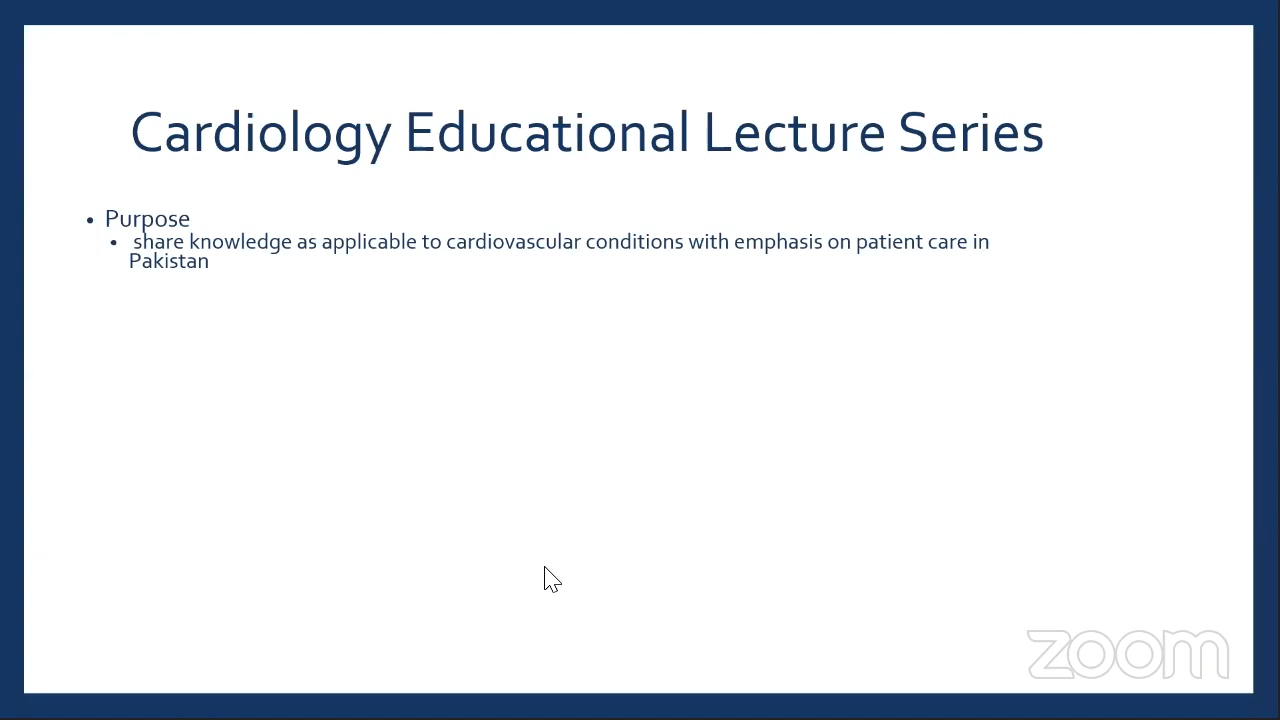 Cardiology Educational Lecture Series
• Purpose
• share knowledge as applicable to cardiovascular conditions with emphasis on patient care in
Pakistan
zoom